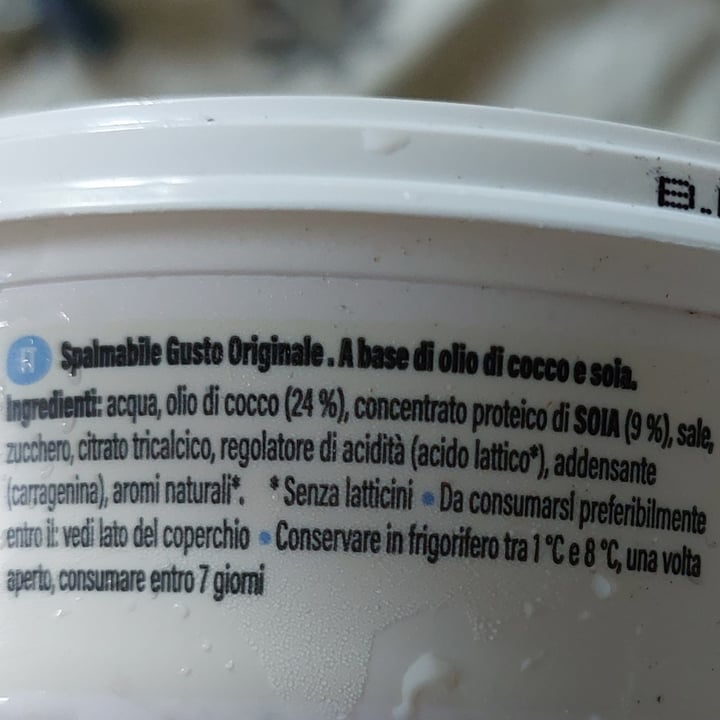 IT Spalmabile Gusto Originale. A base di olio di cocco e soia.
Ingredienti: acqua, olio di cocco (24 %), concentrato proteico di SOIA (9 %), sale,
zucchero, citrato tricalcico, regolatore di acidità (acido lattico*), addensante
(carragenina), aromi naturali*. * Senza latticini • Da consumarsi preferibilmente
entro il: vedi lato del coperchio • Conservare in frigorifero tra 1 °C e 8 °C, una volta
aperto, consumare entro 7 giorni